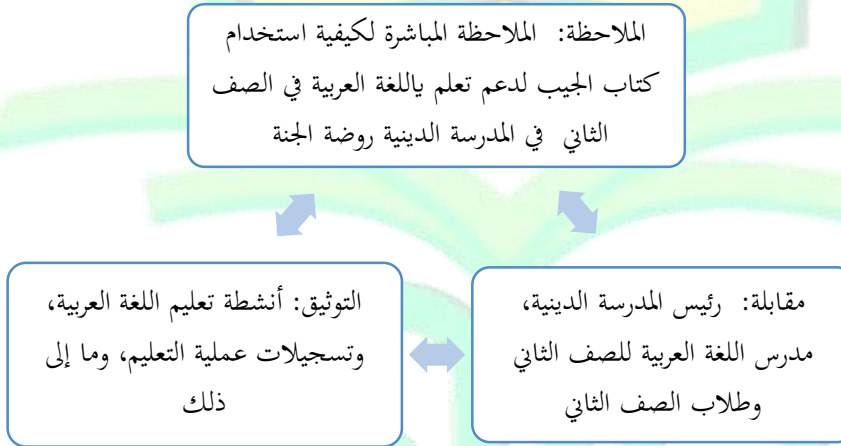 الملاحظة: الملاحظة المباشرة لكيفية استخدام
كتاب الجيب لدعم تعلم ياللغة العربية في الصف
الثاني في المدرسة الدينية روضة الجنة
مقابلة: رئيس المدرسة الدينية،
مدرس اللغة العربية للصف الثاني
وطلاب الصف الثاني
التوثيق: أنشطة تعليم اللغة العربية،
وتسجيلات عملية التعليم، وما إلى
ذلك